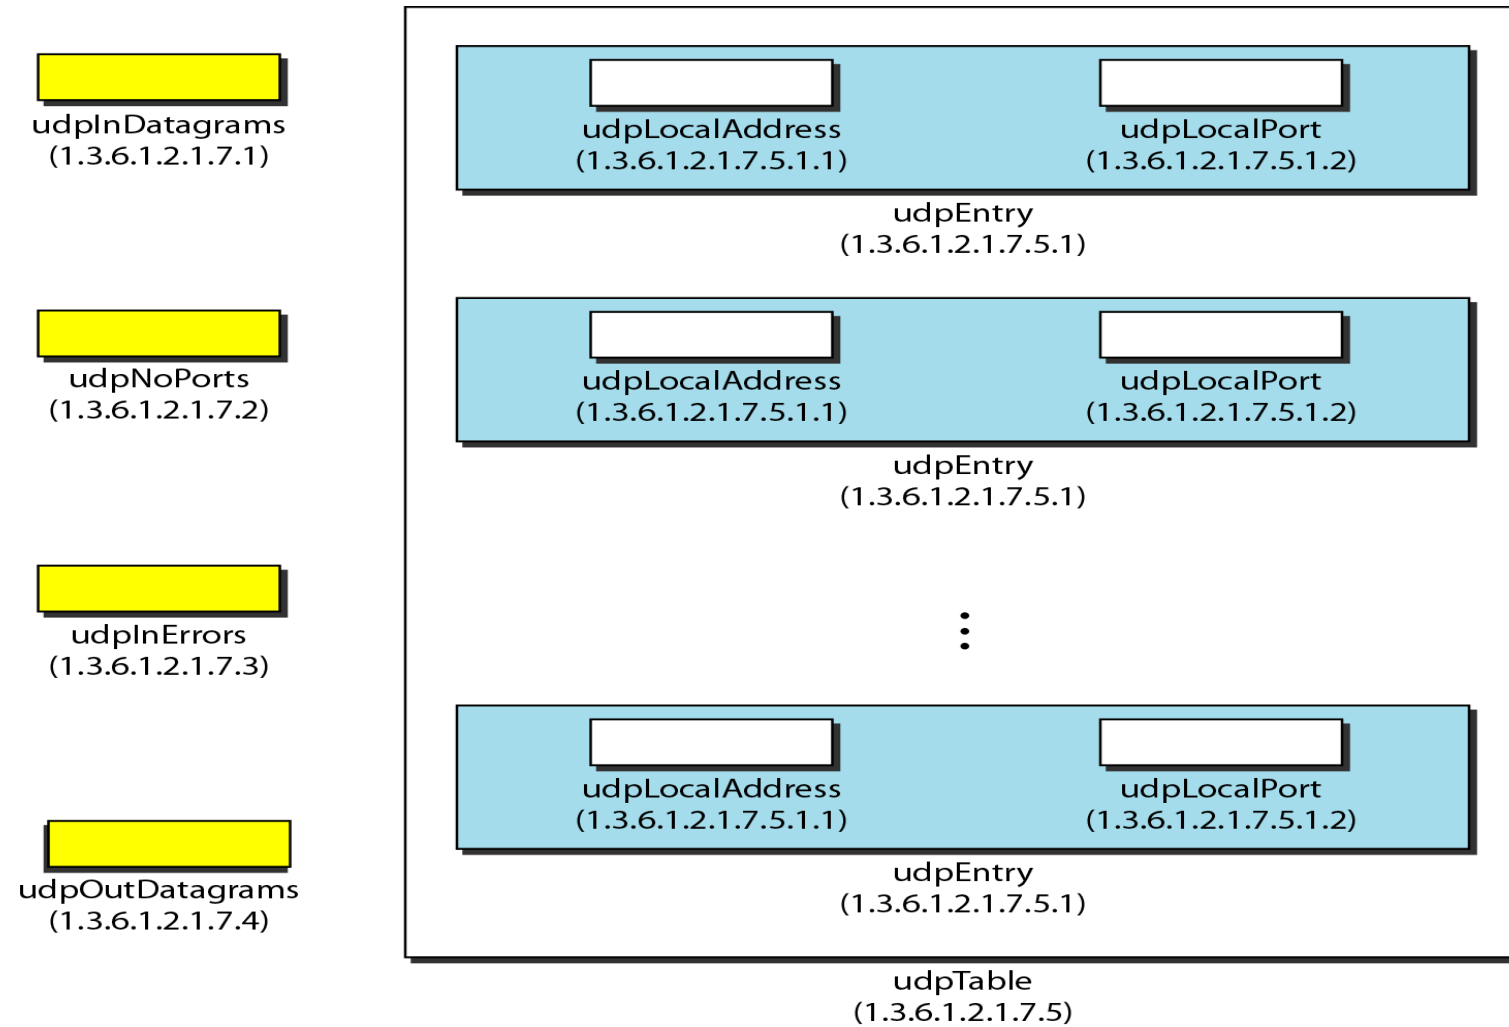 udpInDatagrams
(1.3.6.1.2.1.7.1)
udpNoPorts
(1.3.6.1.2.1.7.2)
udpInErrors
(1.3.6.1.2.1.7.3)
udpOutDatagrams
(1.3.6.1.2.1.7.4)
udpLocalAddress
(1.3.6.1.2.1.7.5.1.1)
udpLocalPort
(1.3.6.1.2.1.7.5.1.2)
udpEntry
(1.3.6.1.2.1.7.5.1)
udpLocalAddress
(1.3.6.1.2.1.7.5.1.1)
udpLocalPort
(1.3.6.1.2.1.7.5.1.2)
udpEntry
(1.3.6.1.2.1.7.5.1)
udpLocalAddress
(1.3.6.1.2.1.7.5.1.1)
udpLocalPort
(1.3.6.1.2.1.7.5.1.2)
udpEntry
(1.3.6.1.2.1.7.5.1)
udpTable
(1.3.6.1.2.1.7.5)